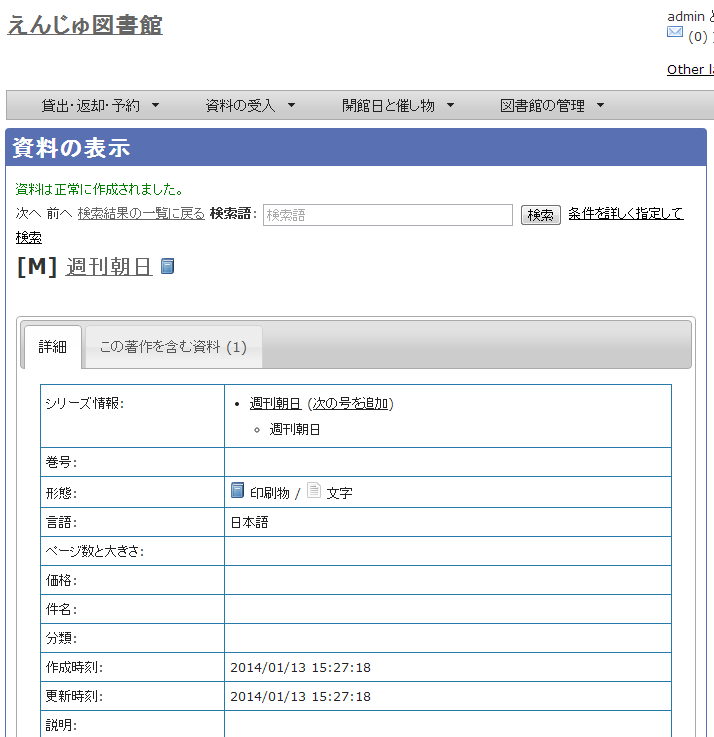 えんじゅ図書館
admin
(0)
Other
貸出・返却・予約 ▼ 資料の受入 ▼ 開館日と催し物 ▼ 図書館の管理 ▼
資料の表示
資料は正常に作成されました。
次へ 前へ 検索結果の一覧に戻る 検索語: 検索語 検索 条件を詳しく指定して
検索
[M] 週刊朝日
詳細 この著作を含む資料 (1)
シリーズ情報: • 週刊朝日 (次の号を追加)
◦ 週刊朝日
巻号:
形態: 印刷物 / 文字
言語: 日本語
ページ数と大きさ:
価格:
件名:
分類:
作成時刻: 2014/01/13 15:27:18
更新時刻: 2014/01/13 15:27:18
説明: